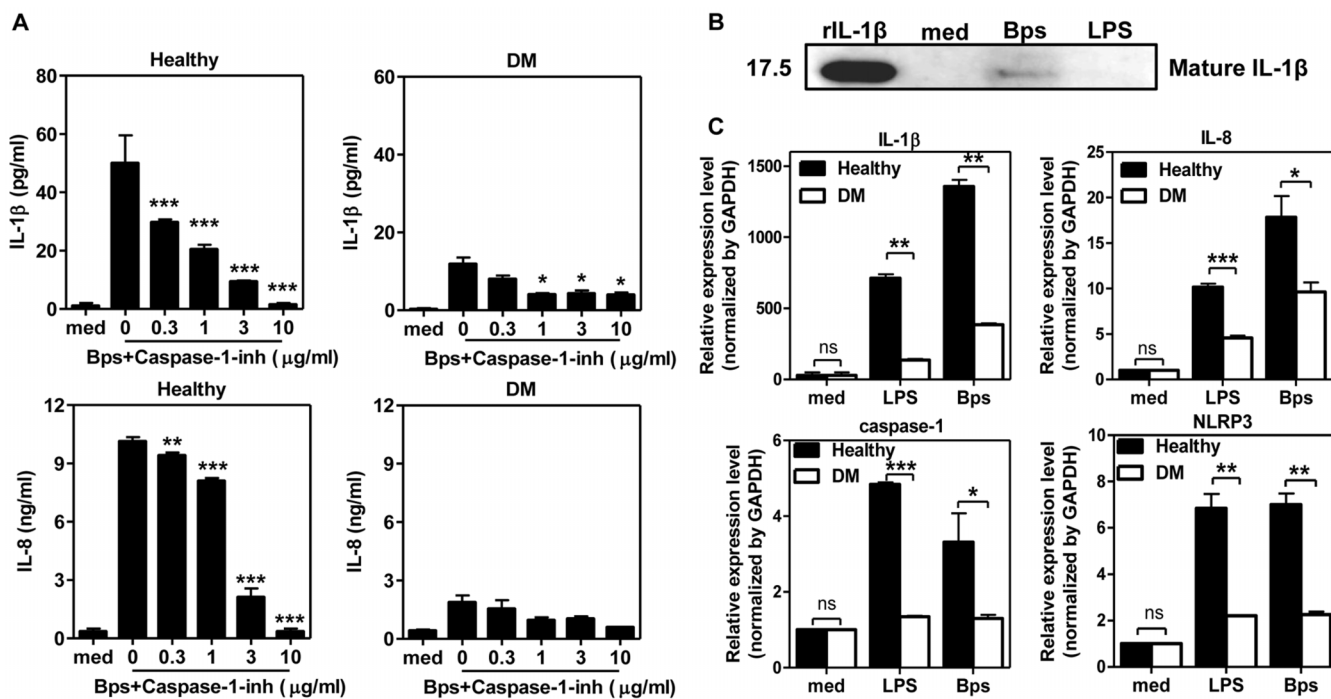 A
Healthy
IL-1β (pg/ml)
80
60
40
20
0
***
***
***
***
med 0 0.3 1 3 10
Bps+Caspase-1-inh ( µg/ml)
DM
IL-1β (pg/ml)
60
40
20
0
*
*
*
med 0 0.3 1 3 10
Bps+Caspase-1-inh ( µg/ml)
Healthy
IL-8 (ng/ml)
12
9
6
3
0
**
***
***
***
med 0 0.3 1 3 10
Bps+Caspase-1-inh ( µg/ml)
DM
IL-8 (ng/ml)
12
9
6
3
0
med 0 0.3 1 3 10
Bps+Caspase-1-inh ( µg/ml)
B
rIL-1β med Bps LPS
17.5 Mature IL-1β
C
IL-1β
Relative expression level
(normalized by GAPDH)
1500
1000
500
0
Healthy
DM
ns
**
**
med LPS Bps
IL-8
Relative expression level
(normalized by GAPDH)
25
20
15
10
5
0
Healthy
DM
ns
***
*
med LPS Bps
caspase-1
Relative expression level
(normalized by GAPDH)
6
4
2
0
Healthy
DM
ns
***
*
med LPS Bps
NLRP3
Relative expression level
(normalized by GAPDH)
10
8
6
4
2
0
Healthy
DM
ns
**
**
med LPS Bps